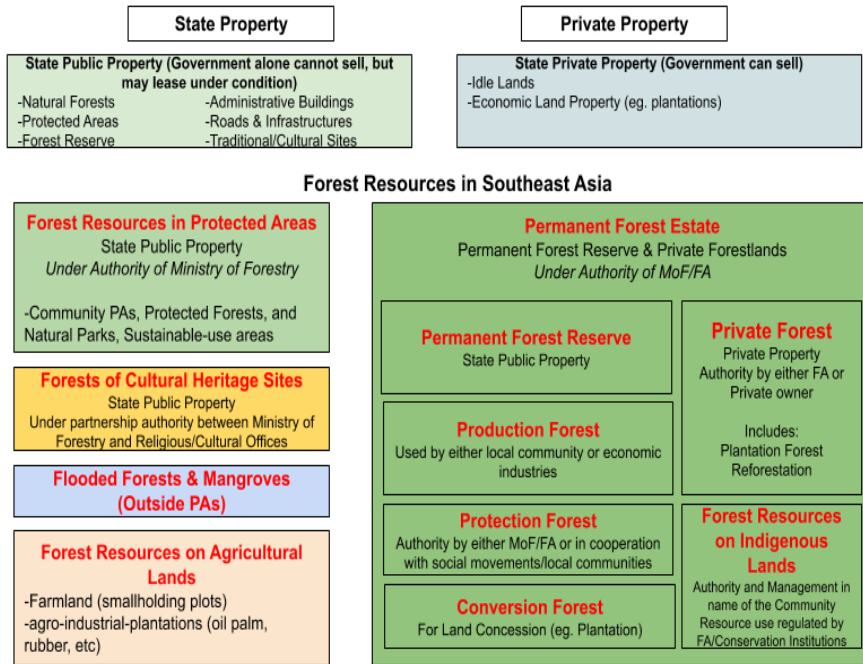 State Property
Private Property
State Public Property (Government alone cannot sell, but
may lease under condition)
-Natural Forests
-Protected Areas
-Forest Reserve
-Administrative Buildings
-Roads & Infrastructures
-Traditional/Cultural Sites
State Private Property (Government can sell)
-Idle Lands
-Economic Land Property (eg. plantations)
Forest Resources in Southeast Asia
Forest Resources in Protected Areas
State Public Property
Under Authority of Ministry of Forestry
-Community PAs, Protected Forests, and
Natural Parks, Sustainable-use areas
Forests of Cultural Heritage Sites
State Public Property
Under partnership authority between Ministry of
Forestry and Religious/Cultural Offices
Flooded Forests & Mangroves
(Outside PAs)
Forest Resources on Agricultural
Lands
-Farmland (smallholding plots)
-agro-industrial-plantations (oil palm,
rubber, etc)
Permanent Forest Estate
Permanent Forest Reserve & Private Forestlands
Under Authority of MoF/FA
Permanent Forest Reserve
State Public Property
Production Forest
Used by either local community or economic
industries
Protection Forest
Authority by either MoF/FA or in cooperation
with social movements/local communities
Conversion Forest
For Land Concession (eg. Plantation)
Private Forest
Private Property
Authority by either FA or
Private owner
Includes:
Plantation Forest
Reforestation
Forest Resources
on Indigenous
Lands
Authority and Management in
name of the Community
Resource use regulated by
FA/Conservation Institutions